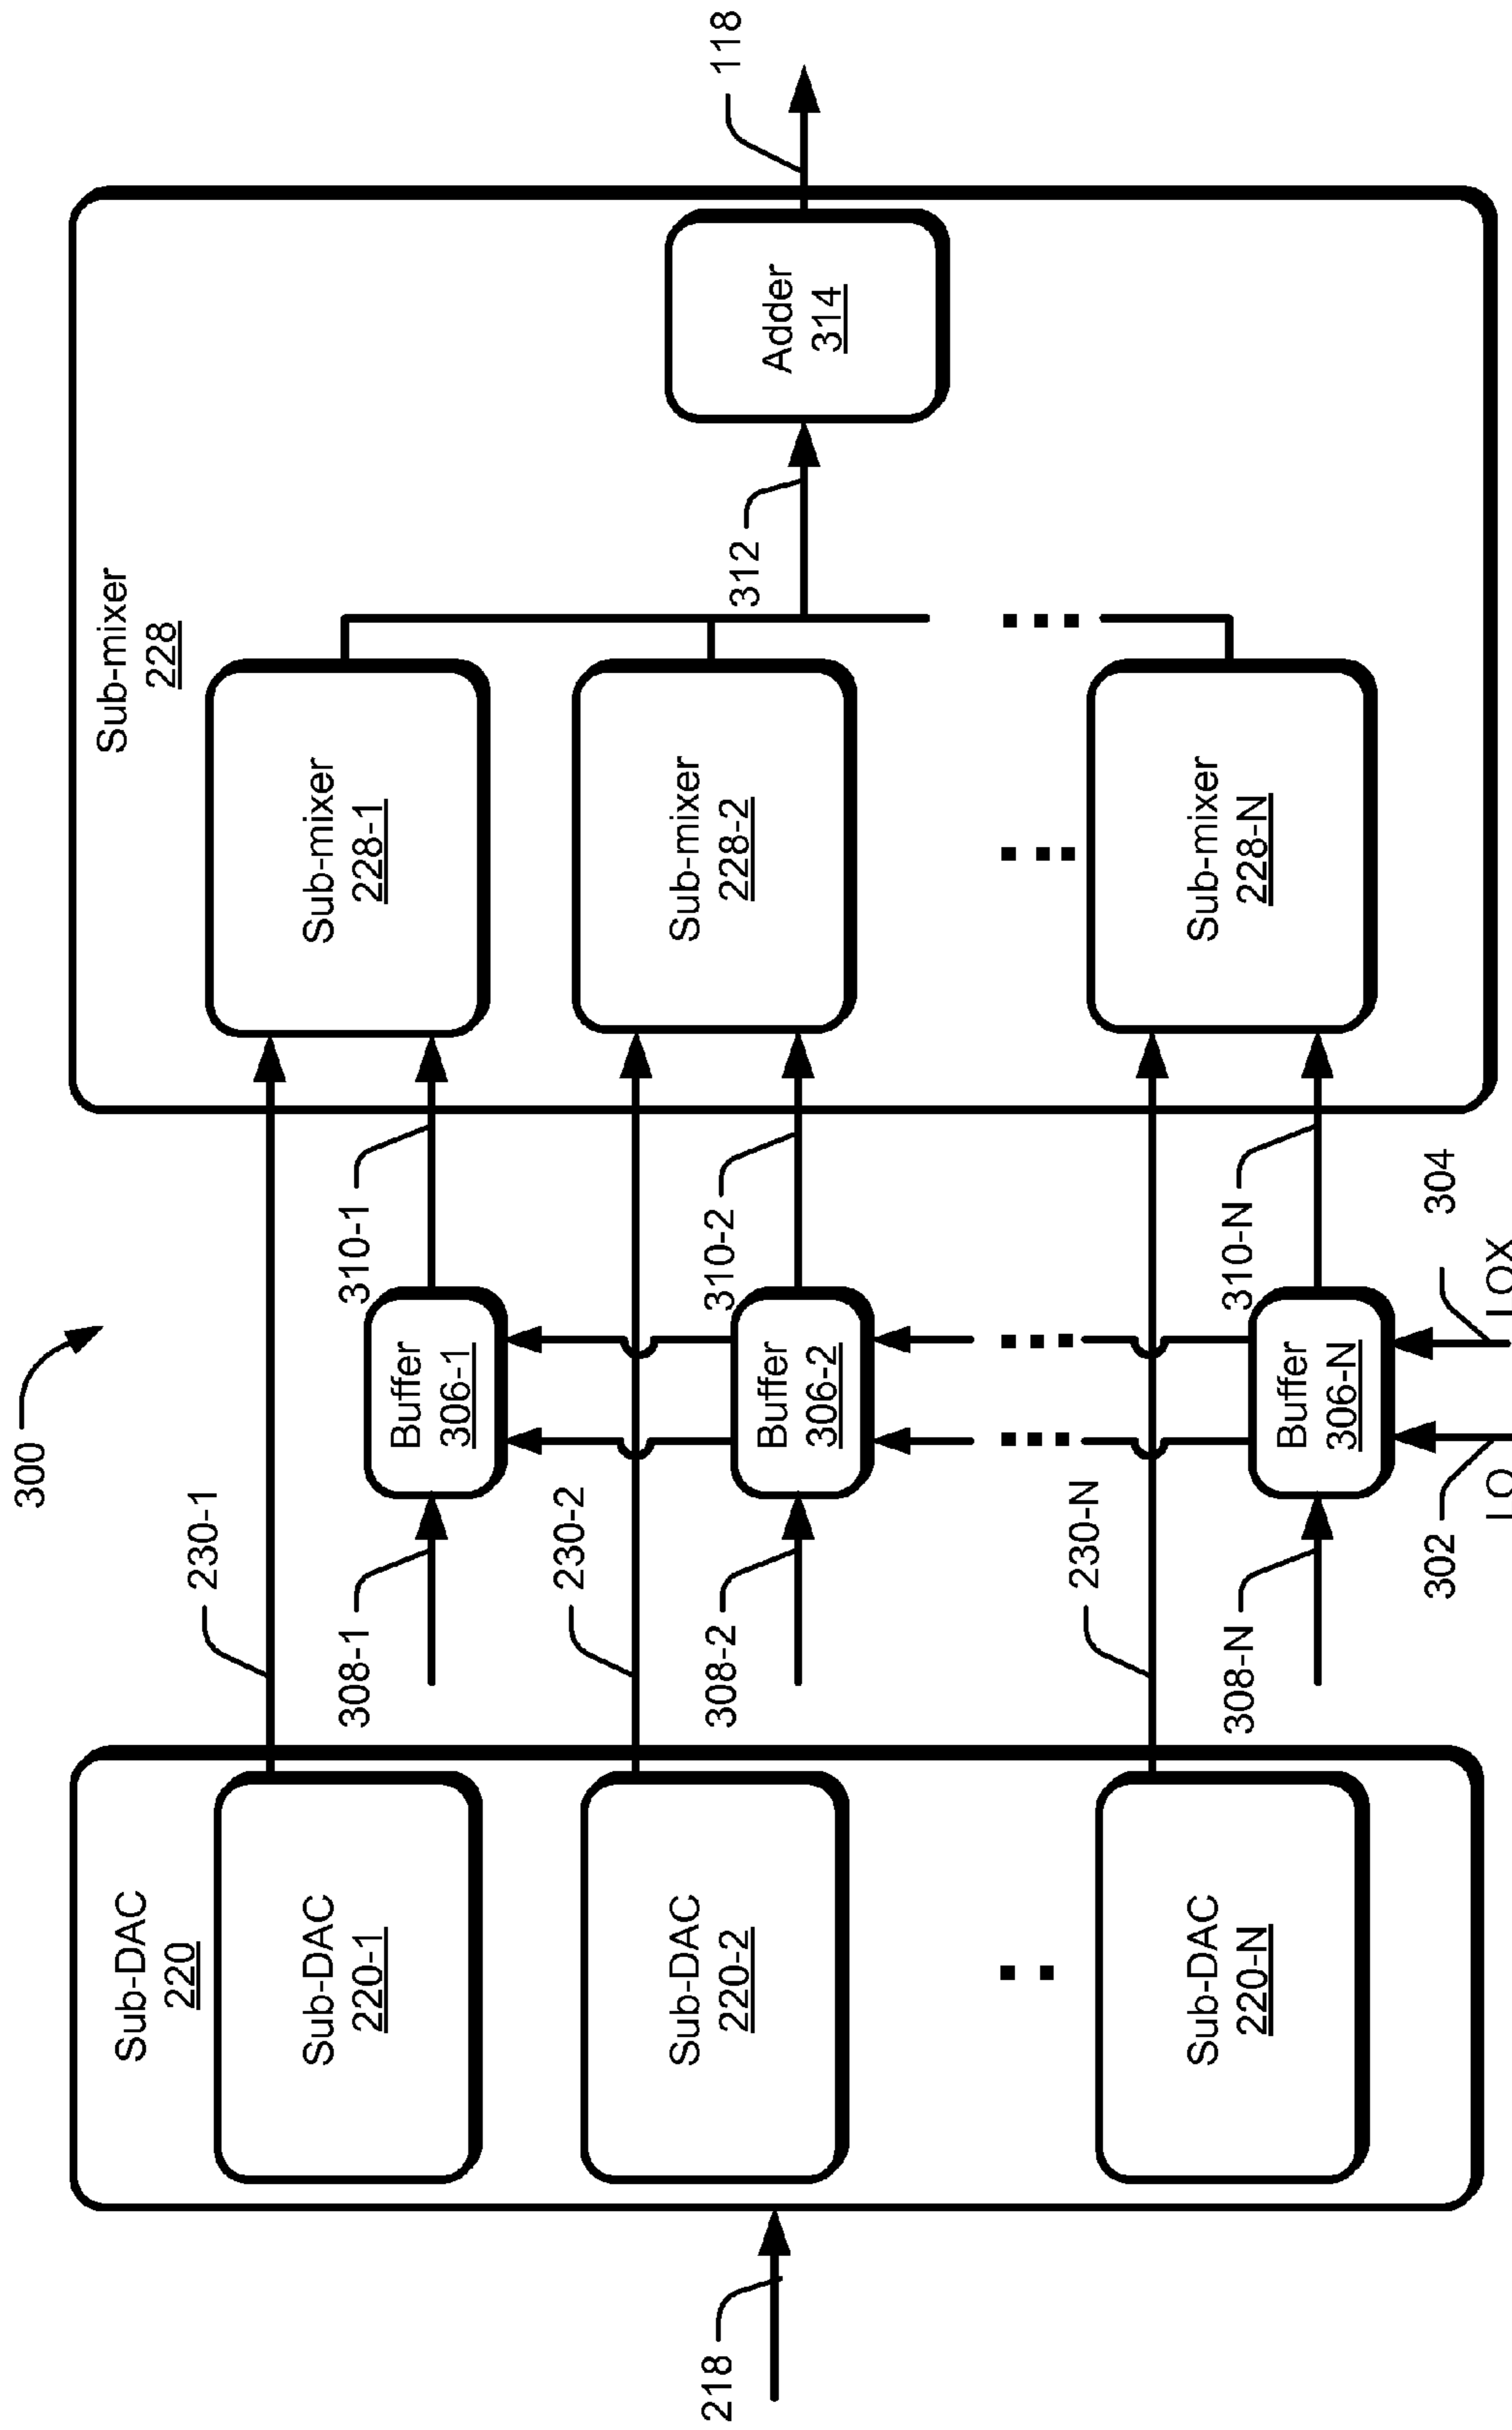 300
Sub-DAC
220
Sub-DAC
220-1
Sub-DAC
220-2
Sub-DAC
220-N
218
230-1
308-1
230-2
308-2
230-N
308-N
Buffer
306-1
Buffer
306-2
Buffer
306-N
310-1
310-2
310-N
302
LO
304
LOX
Sub-mixer
228
Sub-mixer
228-1
Sub-mixer
228-2
Sub-mixer
228-N
312
Adder
314
118